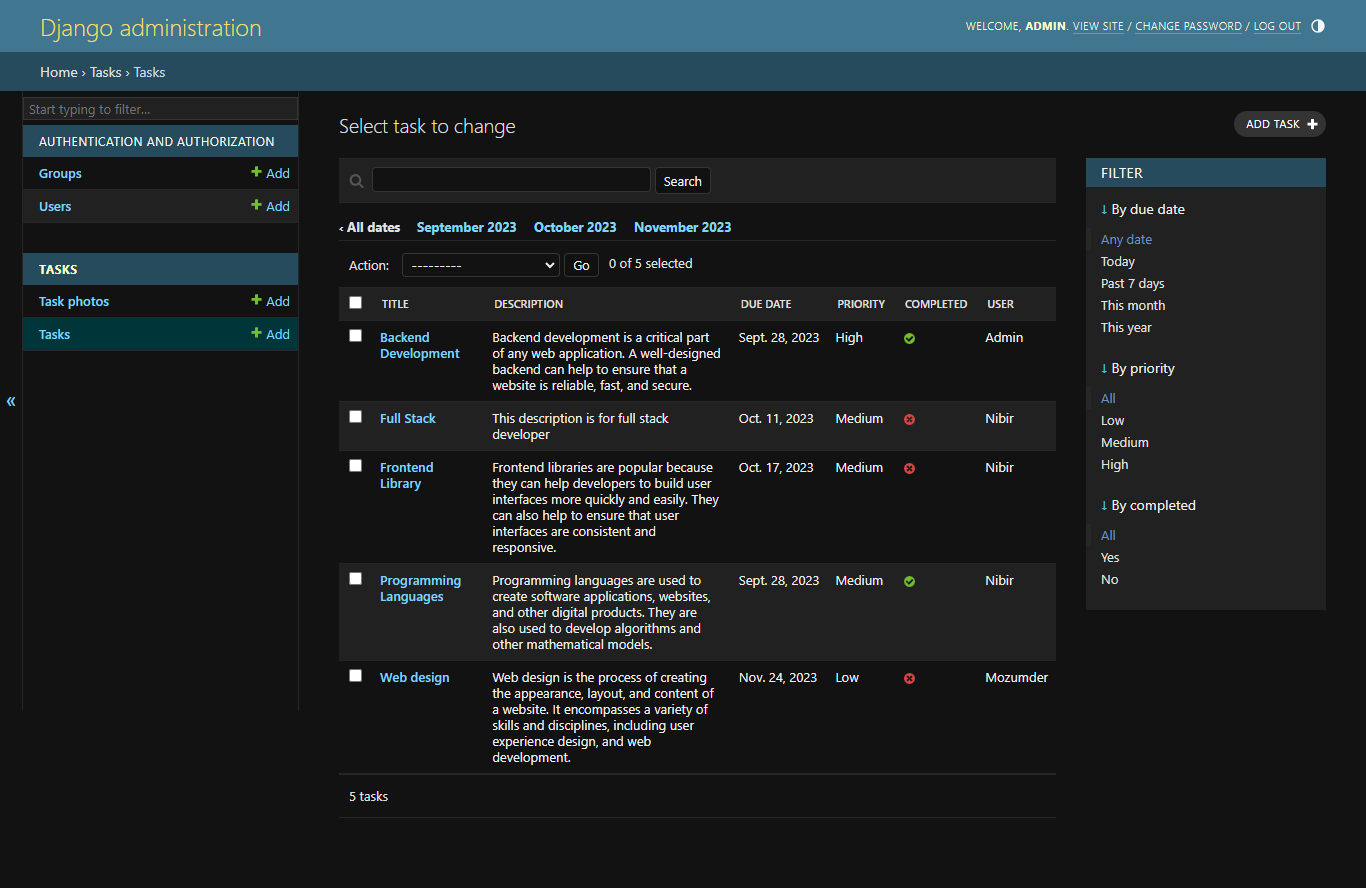 Django administration
WELCOME, ADMIN. VIEW SITE / CHANGE PASSWORD / LOG OUT
Home › Tasks › Tasks
Start typing to filter...
AUTHENTICATION AND AUTHORIZATION
Groups + Add
Users + Add
TASKS
Task photos + Add
Tasks + Add
«
Select task to change
ADD TASK +
Search
‹ All dates September 2023 October 2023 November 2023
Action: --------- Go 0 of 5 selected
TITLE DESCRIPTION DUE DATE PRIORITY COMPLETED USER
Backend
Development
Backend development is a critical part
of any web application. A well-designed
backend can help to ensure that a
website is reliable, fast, and secure.
Sept. 28, 2023 High Admin
Full Stack
This description is for full stack
developer
Oct. 11, 2023 Medium Nibir
Frontend
Library
Frontend libraries are popular because
they can help developers to build user
interfaces more quickly and easily. They
can also help to ensure that user
interfaces are consistent and
responsive.
Oct. 17, 2023 Medium Nibir
Programming
Languages
Programming languages are used to
create software applications, websites,
and other digital products. They are
also used to develop algorithms and
other mathematical models.
Sept. 28, 2023 Medium Nibir
Web design
Web design is the process of creating
the appearance, layout, and content of
a website. It encompasses a variety of
skills and disciplines, including user
experience design, and web
development.
Nov. 24, 2023 Low Mozumder
5 tasks
FILTER
↓ By due date
Any date
Today
Past 7 days
This month
This year
↓ By priority
All
Low
Medium
High
↓ By completed
All
Yes
No